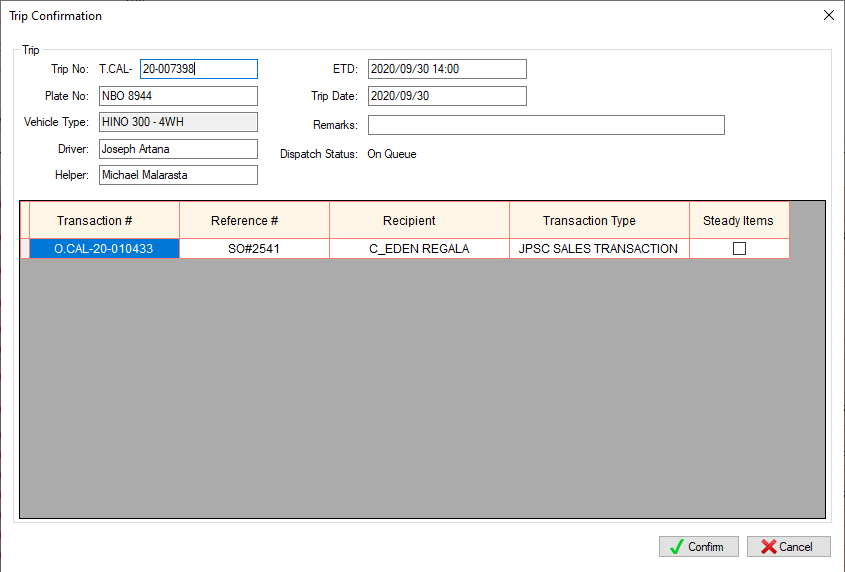 Trip Confirmation
Trip
Trip No: T.CAL- 20-007398 ETD: 2020/09/30 14:00
Plate No: NBO 8944 Trip Date: 2020/09/30
Vehicle Type: HINO 300 - 4WH Remarks:
Driver: Joseph Artana Dispatch Status: On Queue
Helper: Michael Malarasta
Transaction # Reference # Recipient Transaction Type Steady Items
O.CAL-20-010433 SO#2541 C_EDEN REGALA JPSC SALES TRANSACTION
Confirm Cancel